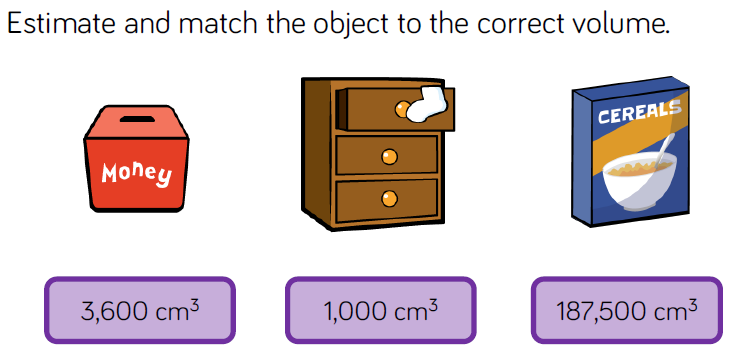 Estimate and match the object to the correct volume.
Money
CEREALS
3,600 cm³
1,000 cm³
187,500 cm³